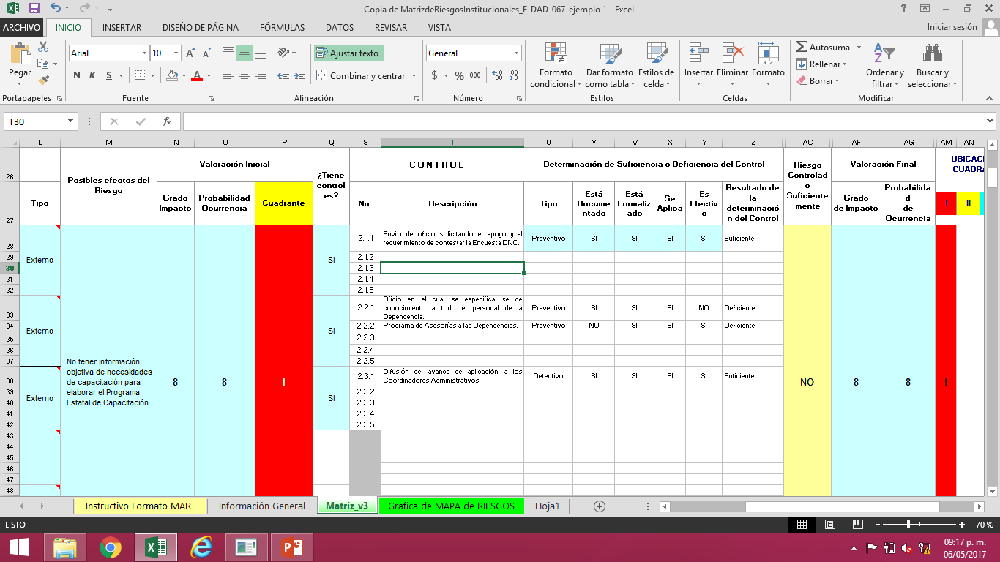 Copia de MatrizdeRiesgosInstitucionales_F-DAD-067-ejemplo 1 - Excel
ARCHIVO INICIO INSERTAR DISEÑO DE PÁGINA FÓRMULAS DATOS REVISAR VISTA Iniciar sesión
Pegar
Arial 10
N K S
Ajustar texto
Combinar y centrar
General
$ % 000
Formato condicional
Dar formato como tabla
Estilos de celda
Insertar Eliminar Formato
Autosuma
Rellenar
Borrar
Ordenar y filtrar
Buscar y seleccionar
Portapapeles Fuente Alineación Número Estilos Celdas Modificar
T30
fx
L M N O P Q S T U V W X Y Z AC AF AG AM AN
26
27
Tipo
Posibles efectos del
Riesgo
Valoración Inicial
Grado
Impacto
Probabilidad
Ocurrencia
Cuadrante
¿Tiene
control
es?
C O N T R O L
No.
Descripción
Determinación de Suficiencia o Deficiencia del Control
Tipo
Está
Docume
ntado
Está
Formaliz
ado
Se
Aplica
Es
Efectiv
o
Resultado de
la
determinació
n del Control
Riesgo
Controlad
o
Suficiente
mente
Valoración Final
Grado
de Impacto
Probabilida
d
de
Ocurrencia
UBICAC
CUADR
I II
28 Externo SI 2.1.1 Envío de oficio solicitando el apoyo y el
requerimiento de contestar la Encuesta DNC. Preventivo SI SI SI SI Suficiente
29 2.1.2
30 2.1.3
31 2.1.4
32 2.1.5
33 Externo SI 2.2.1 Oficio en el cual se especifica se de
conocimiento a todo el personal de la
Dependencia. Preventivo SI SI SI NO Deficiente
34 2.2.2 Programa de Asesorías a las Dependencias. Preventivo NO SI SI SI Deficiente
35 2.2.3
36 2.2.4
37 2.2.5
No tener información
objetiva de necesidades
de capacitación para
elaborar el Programa
Estatal de Capacitación.
8 8 I
38 Externo SI 2.3.1 Difusión del avance de aplicación a los
Coordinadores Administrativos. Detectivo SI SI SI SI Suficiente
NO 8 8 I
39 2.3.2
40 2.3.3
41 2.3.4
42 2.3.5
43
44
45
46
47
48
Instructivo Formato MAR Información General Matriz_v3 Grafica de MAPA de RIESGOS Hoja1
LISTO 70 %
09:17 p. m.
06/05/2017